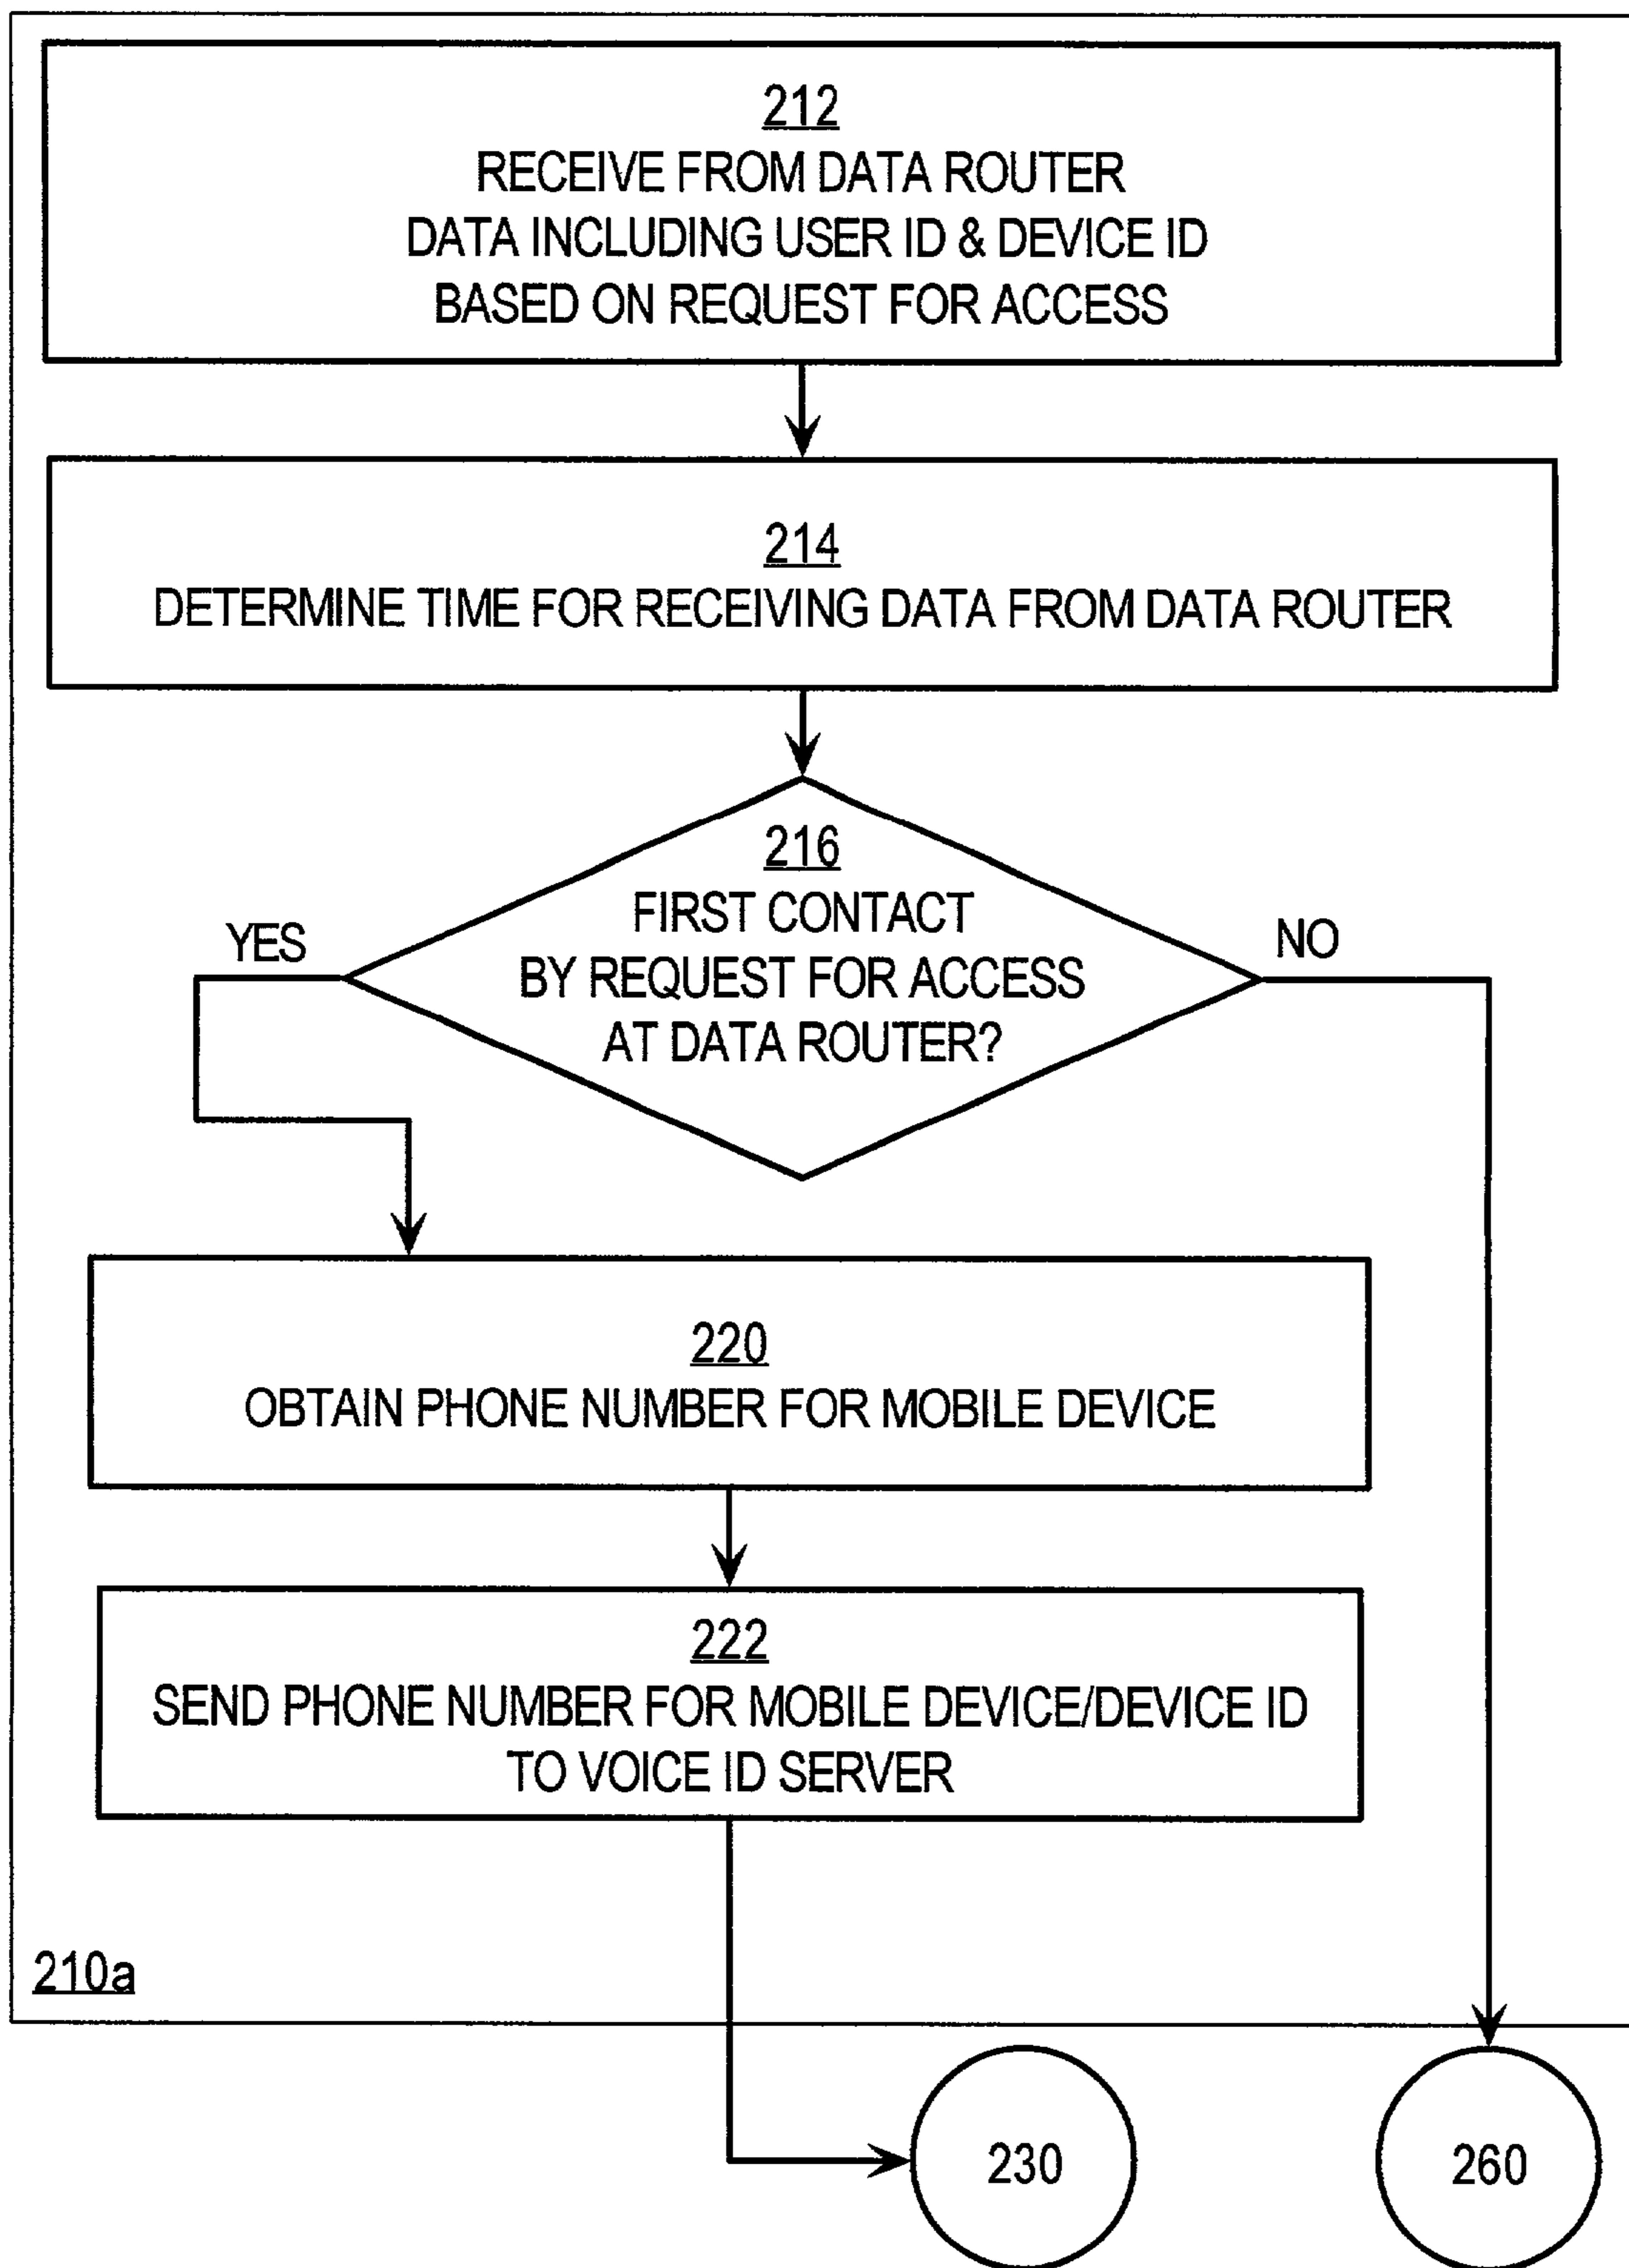 212
RECEIVE FROM DATA ROUTER
DATA INCLUDING USER ID & DEVICE ID
BASED ON REQUEST FOR ACCESS
214
DETERMINE TIME FOR RECEIVING DATA FROM DATA ROUTER
216
FIRST CONTACT
BY REQUEST FOR ACCESS
AT DATA ROUTER?
YES
NO
220
OBTAIN PHONE NUMBER FOR MOBILE DEVICE
222
SEND PHONE NUMBER FOR MOBILE DEVICE/DEVICE ID
TO VOICE ID SERVER
210a
230
260